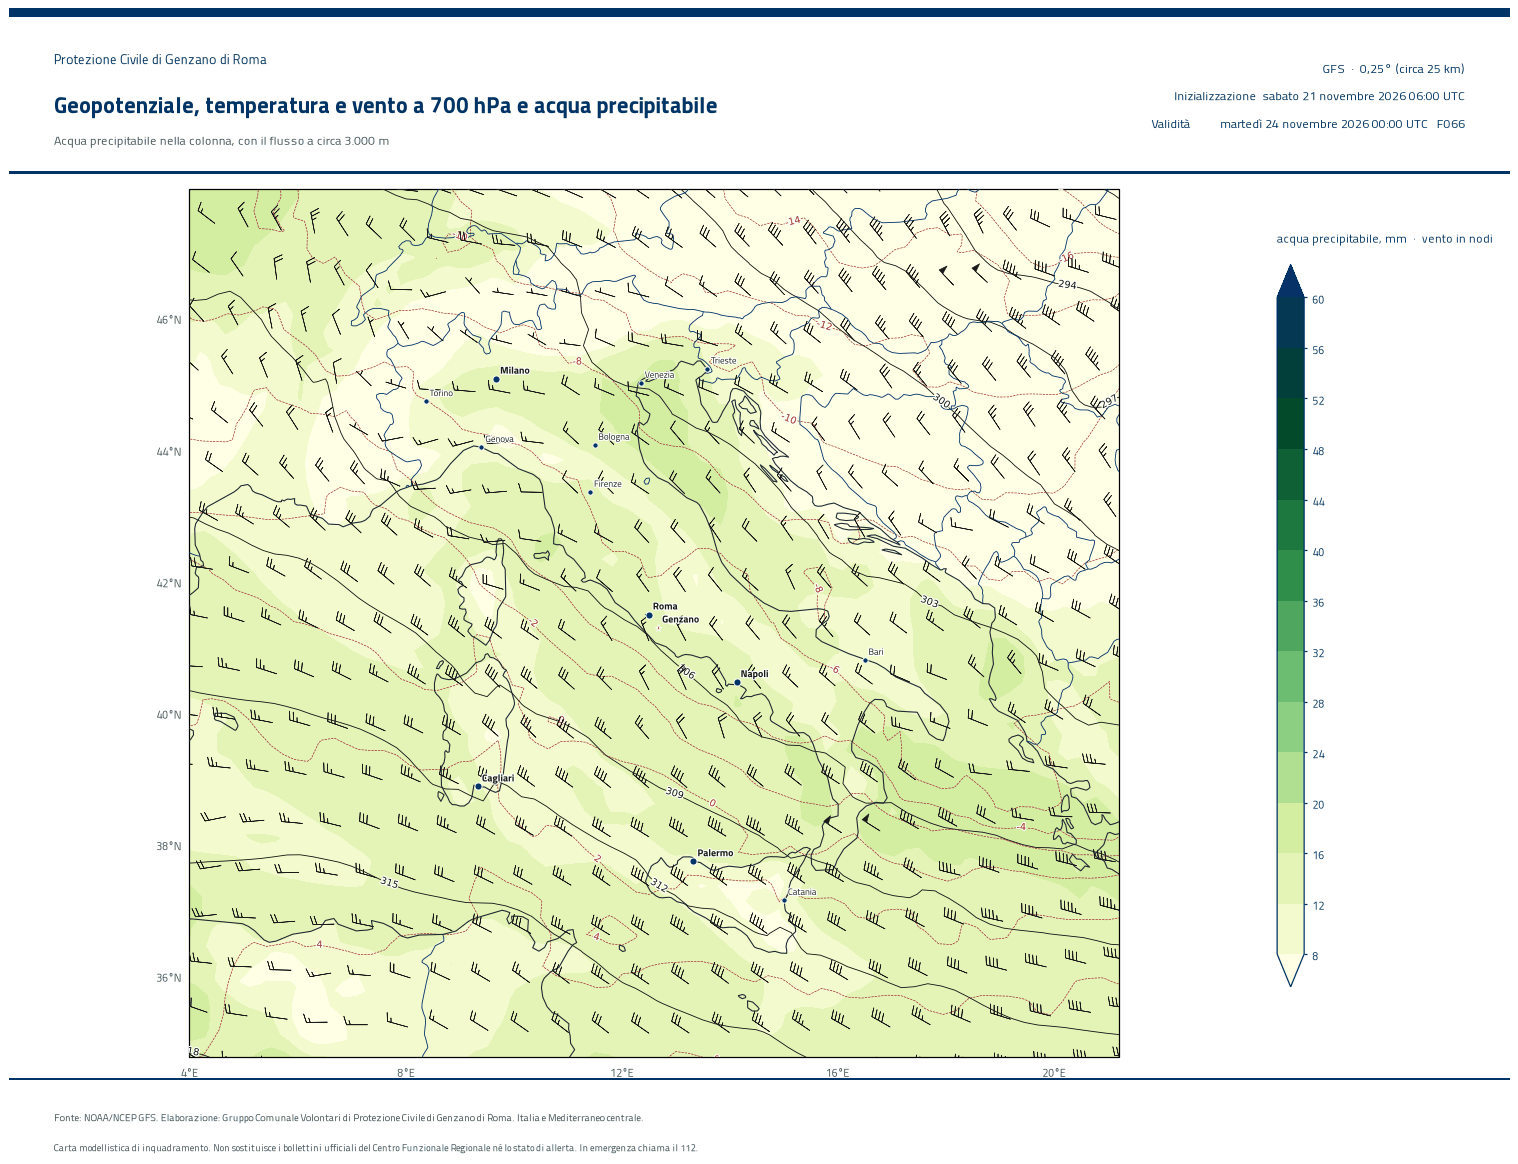 Protezione Civile di Genzano di Roma
Geopotenziale, temperatura e vento a 700 hPa e acqua precipitabile
Acqua precipitabile nella colonna, con il flusso a circa 3.000 m
GFS · 0,25° (circa 25 km)
Inizializzazione sabato 21 novembre 2026 06:00 UTC
Validità martedì 24 novembre 2026 00:00 UTC F066
acqua precipitabile, mm · vento in nodi
60
56
52
48
44
40
36
32
28
24
20
16
12
8
46°N
44°N
42°N
40°N
38°N
36°N
4°E
8°E
12°E
16°E
20°E
Milano
Torino
Venezia
Trieste
Genova
Bologna
Firenze
Roma
Genzano
Napoli
Bari
Cagliari
Palermo
Catania
-14
-16
294
-12
-8
300
297
-10
303
-8
-2
306
-6
-0
309
-0
-4
2
312
315
4
-4
18
Fonte: NOAA/NCEP GFS. Elaborazione: Gruppo Comunale Volontari di Protezione Civile di Genzano di Roma. Italia e Mediterraneo centrale.
Carta modellistica di inquadramento. Non sostituisce i bollettini ufficiali del Centro Funzionale Regionale né lo stato di allerta. In emergenza chiama il 112.